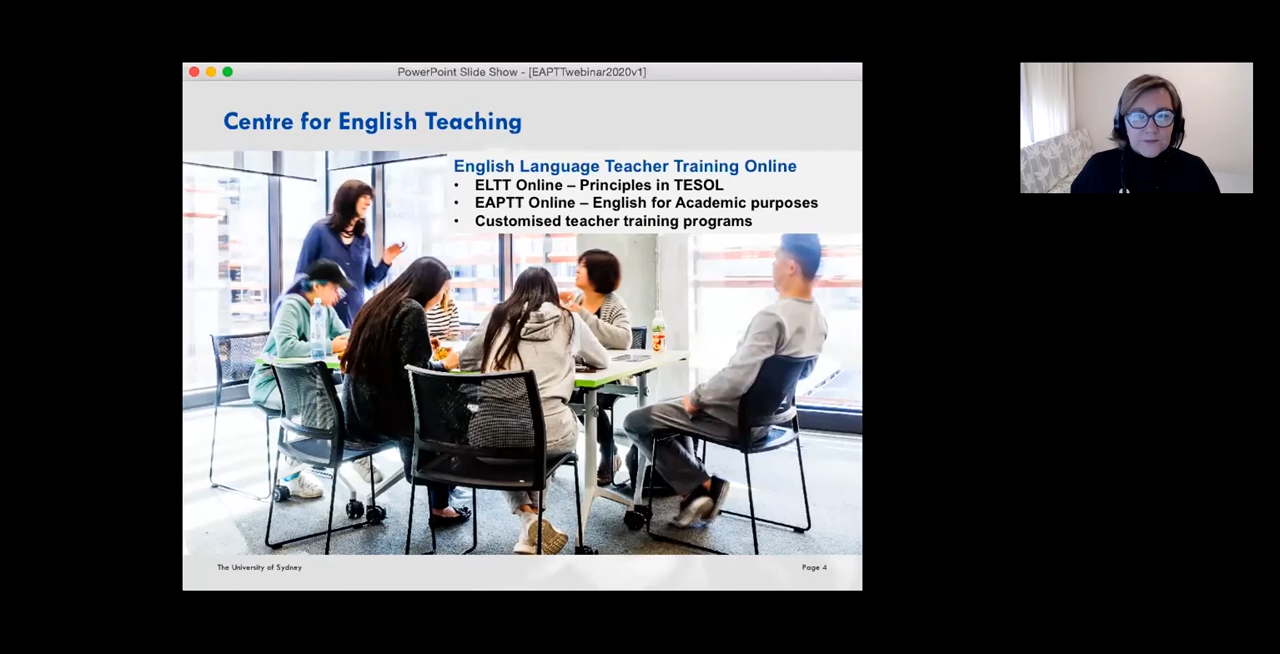 PowerPoint Slide Show - [EAPTTwebinar2020v1]
Centre for English Teaching
English Language Teacher Training Online
• ELTT Online – Principles in TESOL
• EAPTT Online – English for Academic purposes
• Customised teacher training programs
The University of Sydney
Page 4